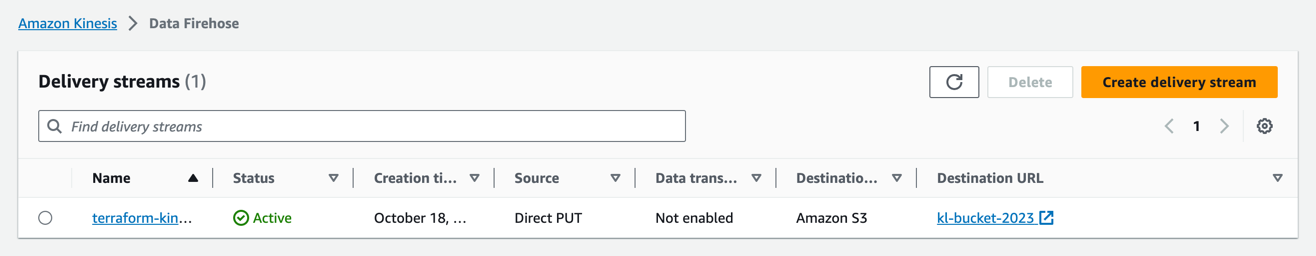 Amazon Kinesis > Data Firehose
Delivery streams (1)
Delete
Create delivery stream
Find delivery streams
1
Name Status Creation ti... Source Data trans... Destinatio... Destination URL
terraform-kin... Active October 18, ... Direct PUT Not enabled Amazon S3 kl-bucket-2023